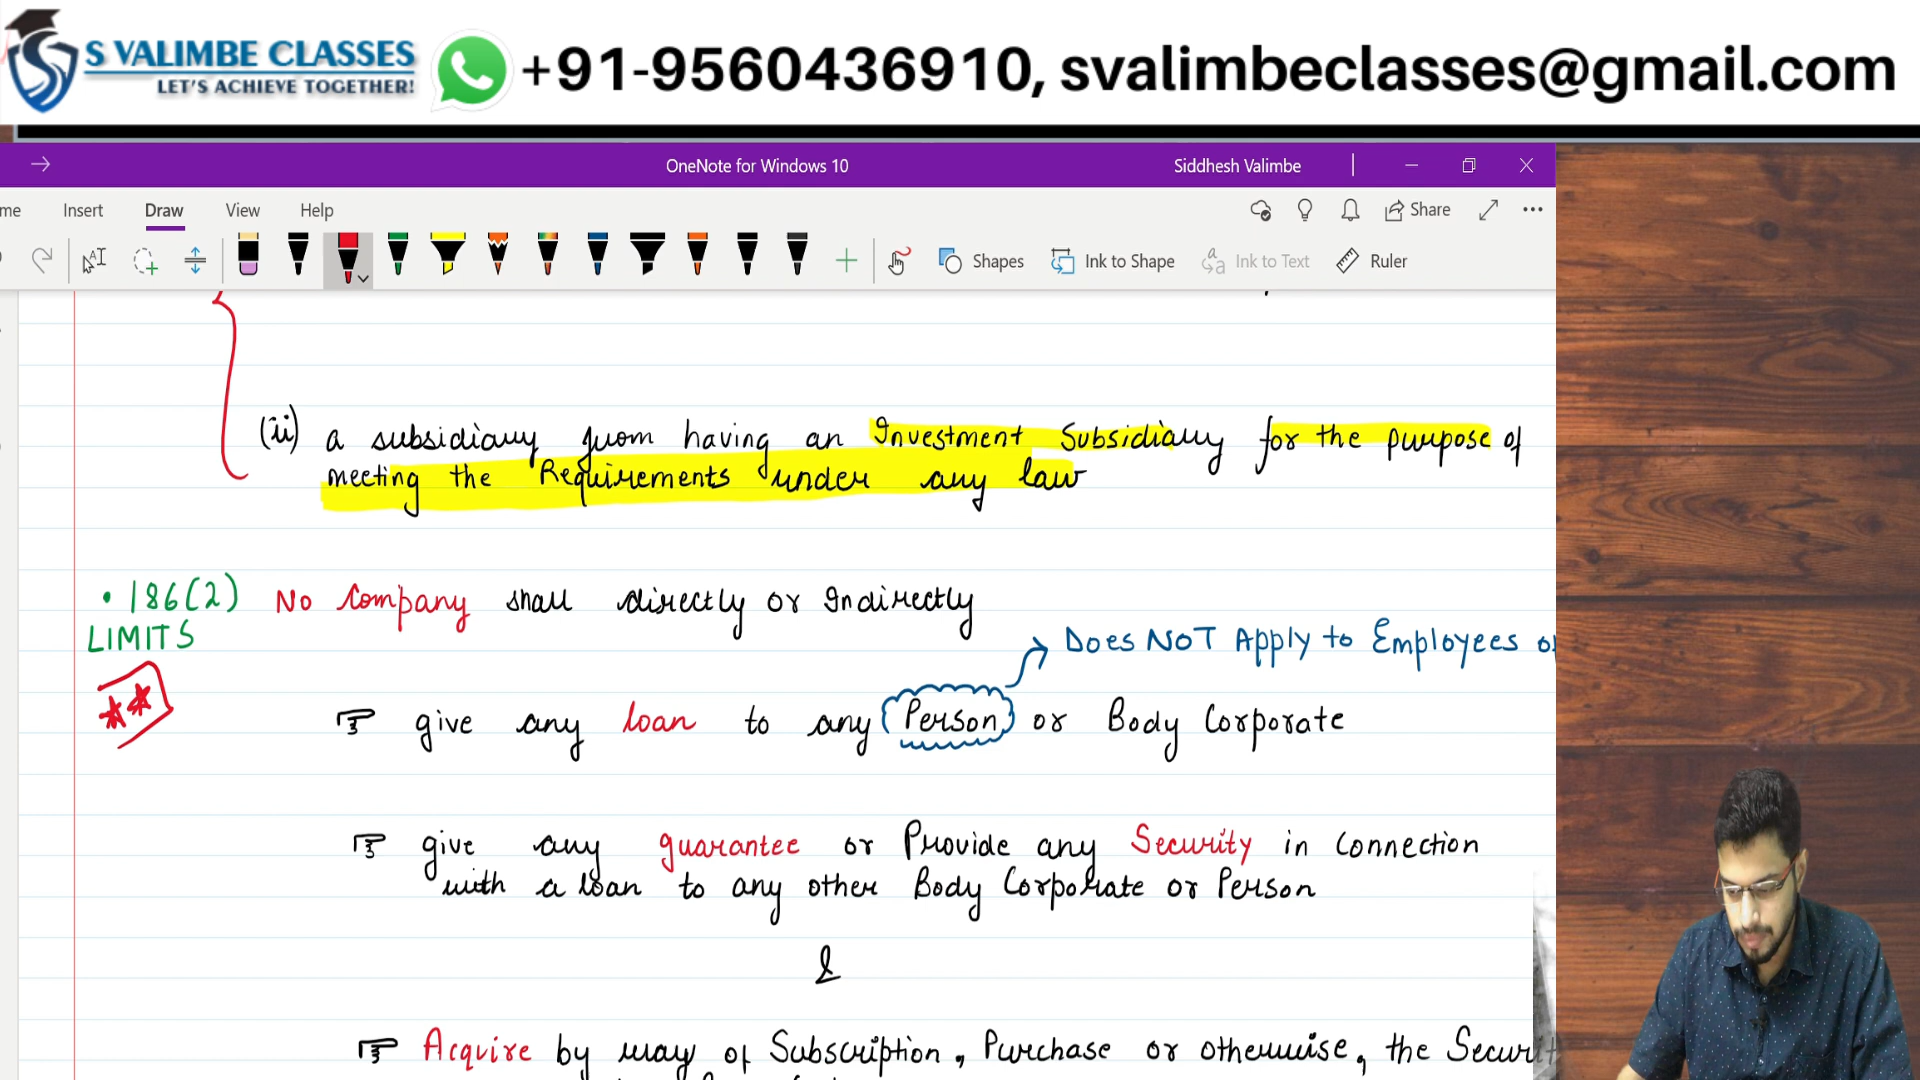 S VALIMBE CLASSES
LET'S ACHIEVE TOGETHER!
+91-9560436910, svalimbeclasses@gmail.com
OneNote for Windows 10
Siddhesh Valimbe
me Insert Draw View Help
Share
Shapes Ink to Shape Ink to Text Ruler
(ii) a subsidiary from having an Investment Subsidiary for the purpose of
meeting the Requirements under any law
• 186(2) No Company shall directly or Indirectly
LIMITS
Does NOT Apply to Employees
give any loan to any Person or Body Corporate
give any guarantee or Provide any Security in Connection
with a loan to any other Body Corporate or Person
&
Acquire by way of Subscription, Purchase or otherwise, the Securit